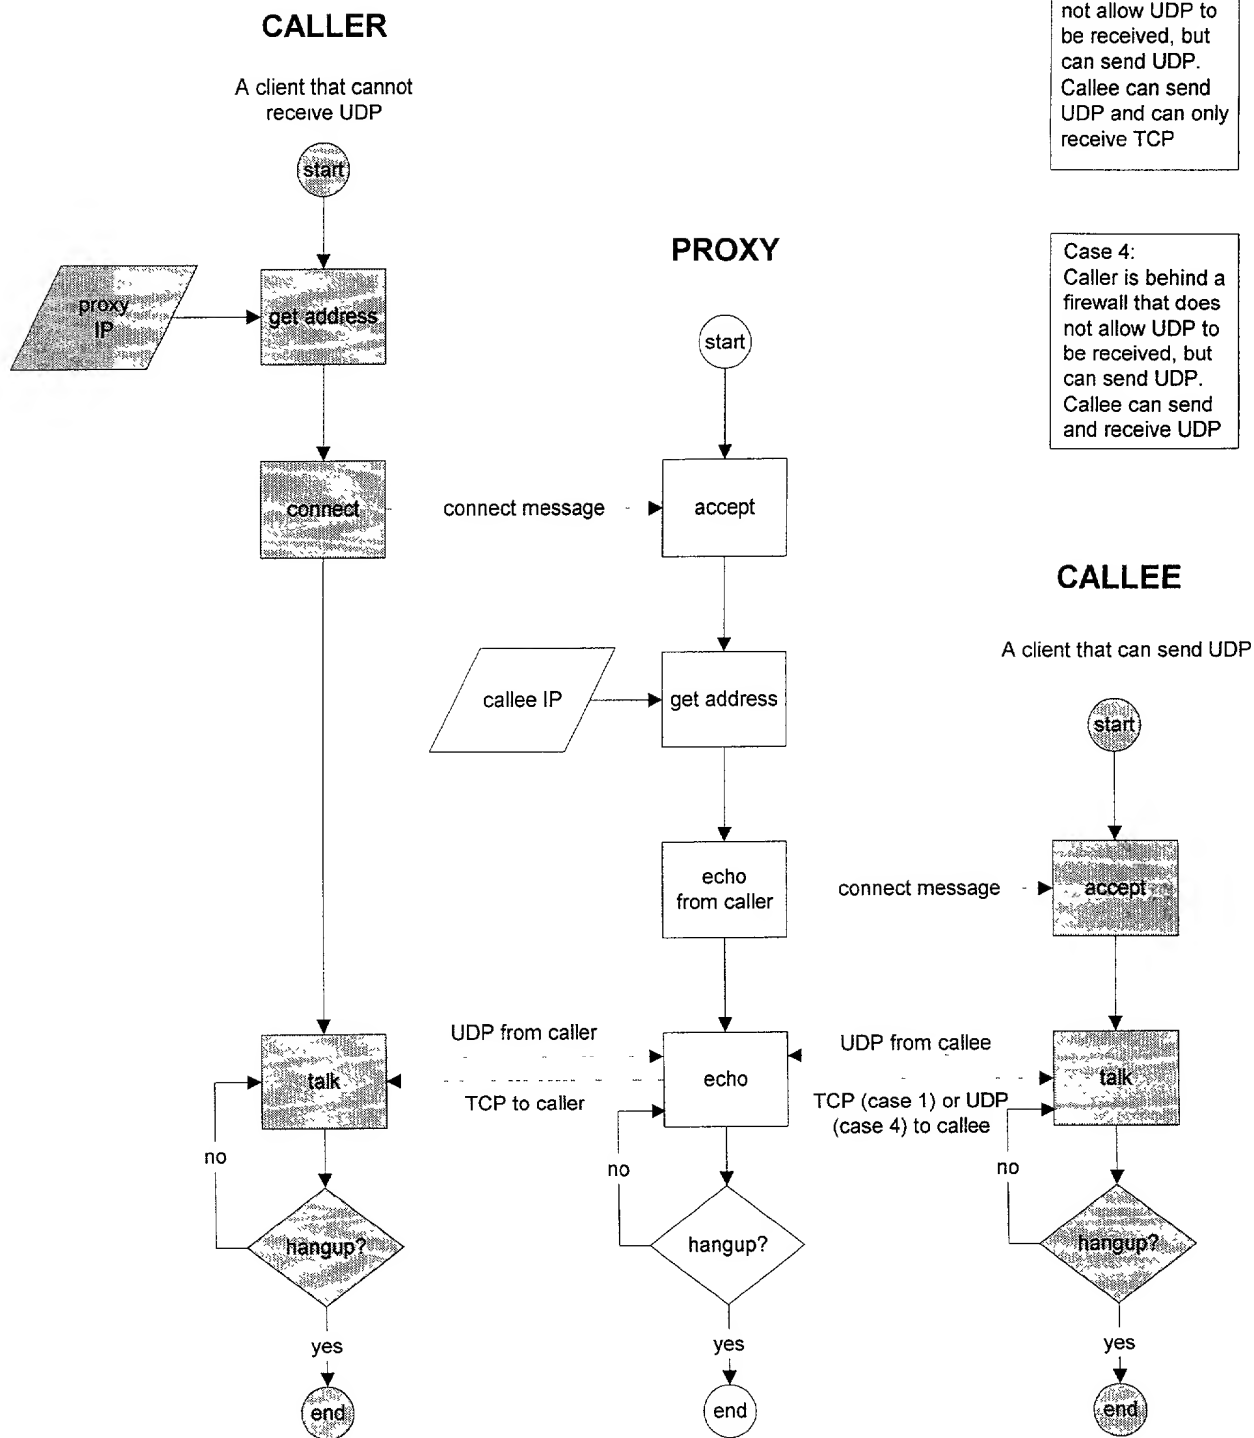 CALLER
A client that cannot
receive UDP
start
proxy
IP
get address
connect
connect message
talk
UDP from caller
TCP to caller
no
hangup?
yes
end
PROXY
start
accept
callee IP
get address
echo
from caller
connect message
echo
UDP from callee
TCP (case 1) or UDP
(case 4) to callee
no
hangup?
yes
end
not allow UDP to
be received, but
can send UDP.
Callee can send
UDP and can only
receive TCP
Case 4:
Caller is behind a
firewall that does
not allow UDP to
be received, but
can send UDP.
Callee can send
and receive UDP
CALLEE
A client that can send UDP
start
accept
talk
no
hangup?
yes
end